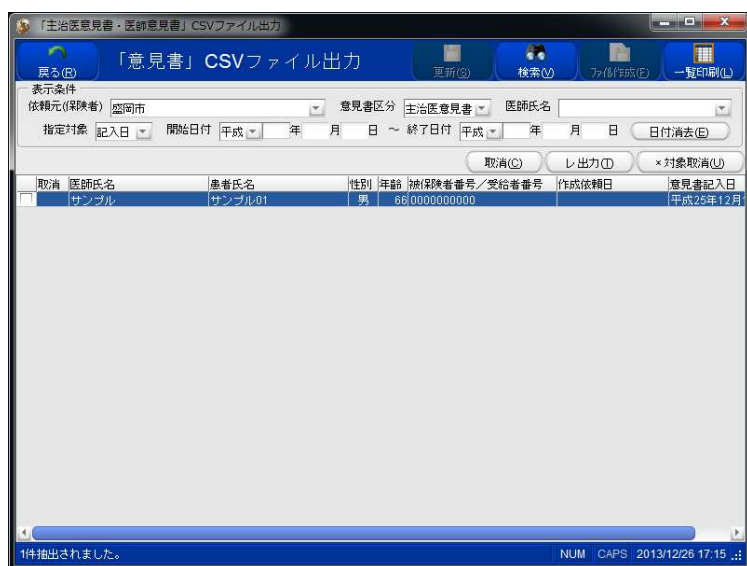 「主治医意見書・医師意見書」CSVファイル出力
戻る(R) 「意見書」CSVファイル出力 更新(S) 検索(V) ファイル作成(F) 一覧印刷(L)
表示条件
依頼元(保険者) 盛岡市 意見書区分 主治医意見書 医師氏名
指定対象 記入日 開始日付 平成 年 月 日 ～ 終了日付 平成 年 月 日 日付消去(E)
取消(C) レ出力(T) ×対象取消(U)
取消 医師氏名 患者氏名 性別 年齢 被保険者番号／受給者番号 作成依頼日 意見書記入日
サンプル サンプル01 男 66 0000000000 平成25年12月
1件抽出されました。 NUM CAPS 2013/12/26 17:15